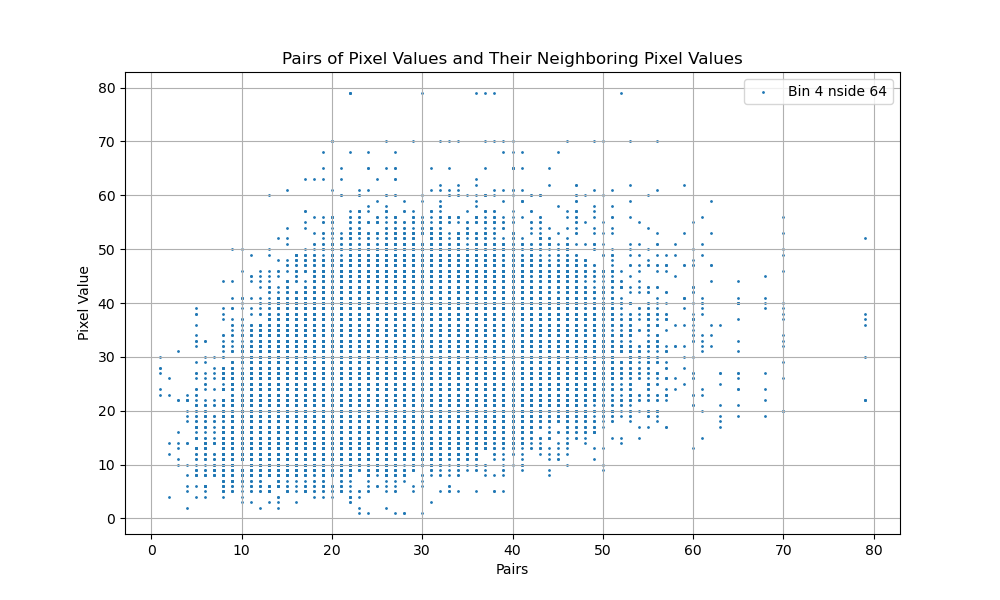 Pairs of Pixel Values and Their Neighboring Pixel Values
Bin 4 nside 64
80
70
60
50
40
30
20
10
0
Pixel Value
0 10 20 30 40 50 60 70 80
Pairs